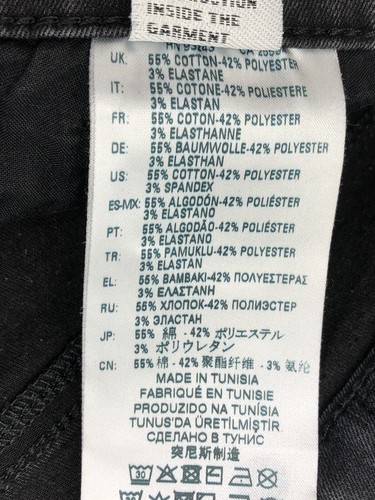 INSIDE THE
GARMENT
UK: 55% COTTON-42% POLYESTER
3% ELASTANE
IT: 55% COTONE-42% POLIESTERE
3% ELASTAN
FR: 55% COTON-42% POLYESTER
3% ELASTHANNE
DE: 55% BAUMWOLLE-42% POLYESTER
3% ELASTHAN
US: 55% COTTON-42% POLYESTER
3% SPANDEX
ES-MX: 55% ALGODÓN-42% POLIÉSTER
3% ELASTANO
PT: 55% ALGODÃO-42% POLIÉSTER
3% ELASTANO
TR: 55% PAMUKLU-42% POLYESTER
3% ELASTAN
EL: 55% ΒΑΜΒΑΚΙ-42% ΠΟΛΥΕΣΤΕΡΑΣ
3% ΕΛΑΣΤΑΝΗ
RU: 55% ХЛОПОК-42% ПОЛИЭСТЕР
3% ЭЛАСТАН
JP: 55% 綿 - 42% ポリエステル
3% ポリウレタン
CN: 55% 棉 - 42% 聚酯纤维 - 3% 氨纶
MADE IN TUNISIA
FABRIQUÉ EN TUNISIE
PRODUZIDO NA TUNÍSIA
TUNUS'DA ÜRETİLMİŞTİR
СДЕЛАНО В ТУНИС
突尼斯制造
30